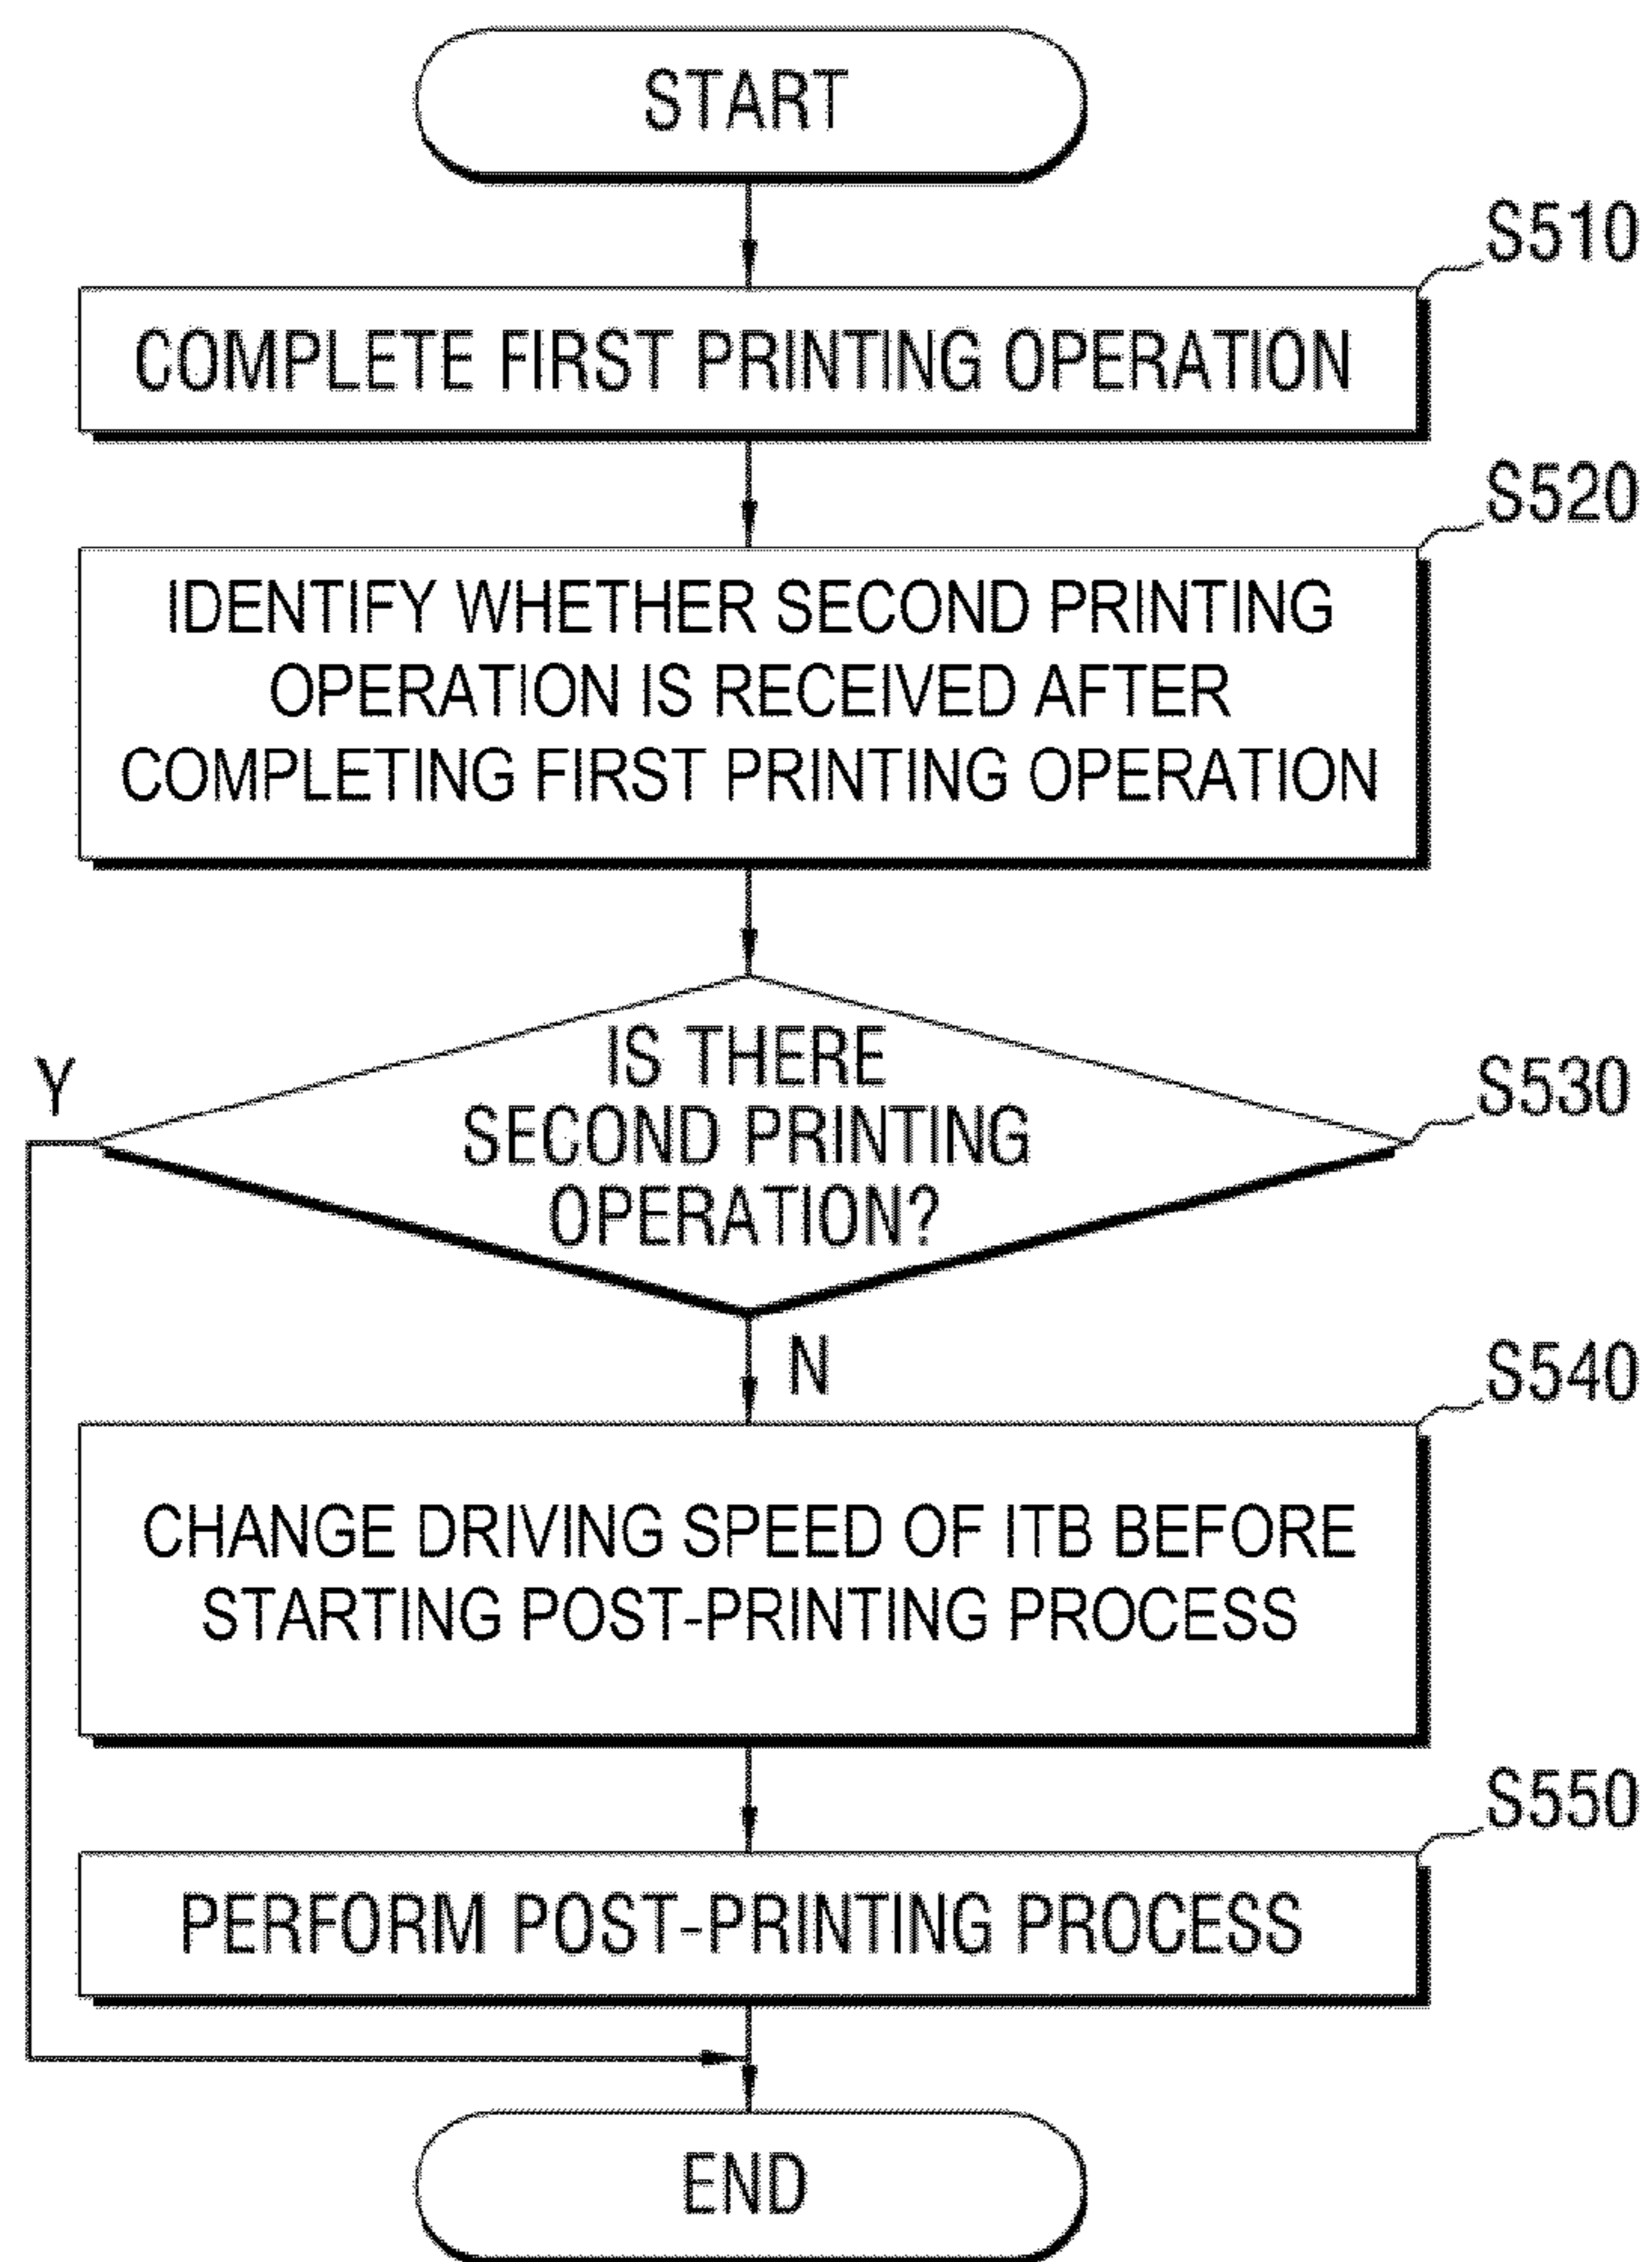 START
S510
COMPLETE FIRST PRINTING OPERATION
S520
IDENTIFY WHETHER SECOND PRINTING
OPERATION IS RECEIVED AFTER
COMPLETING FIRST PRINTING OPERATION
IS THERE
SECOND PRINTING
OPERATION?
Y
S530
N
S540
CHANGE DRIVING SPEED OF ITB BEFORE
STARTING POST-PRINTING PROCESS
S550
PERFORM POST-PRINTING PROCESS
END